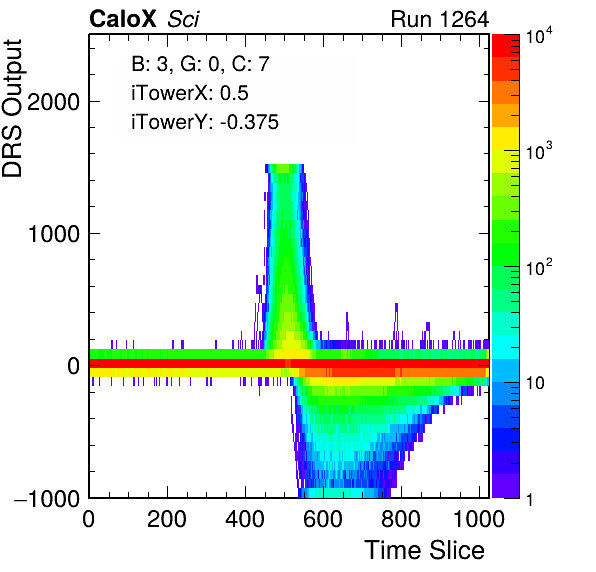 CaloX Sci Run 1264
B: 3, G: 0, C: 7
iTowerX: 0.5
iTowerY: -0.375
DRS Output
2000
1000
0
−1000
0 200 400 600 800 1000
Time Slice
10^4
10^3
10^2
10
1